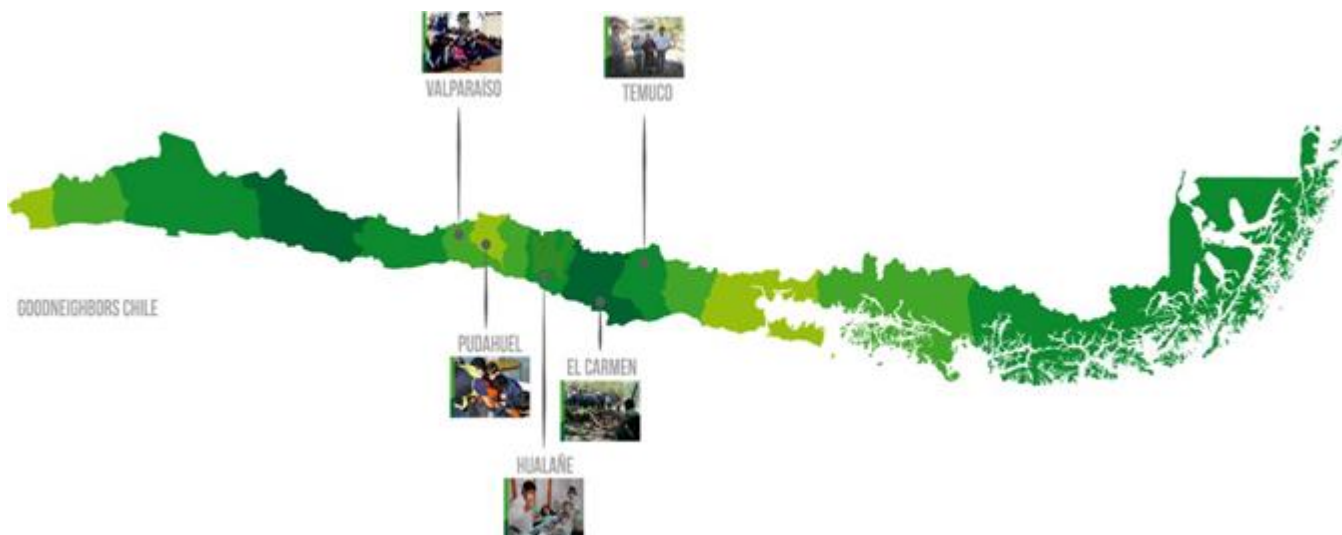 VALPARAÍSO
TEMUCO
GOODNEIGHBORS CHILE
PUDAHUEL
EL CARMEN
HUALAÑE